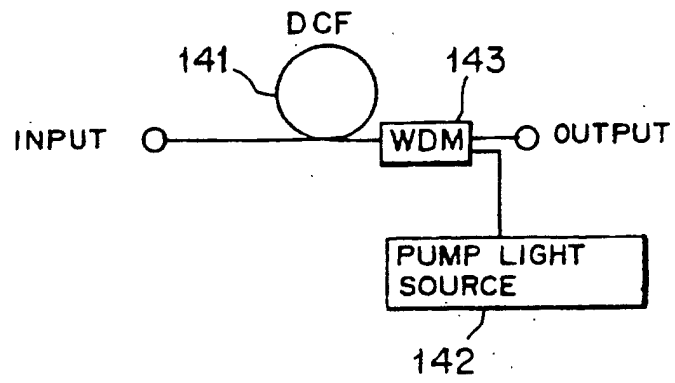 DCF
141
143
INPUT
WDM
OUTPUT
PUMP LIGHT
SOURCE
142